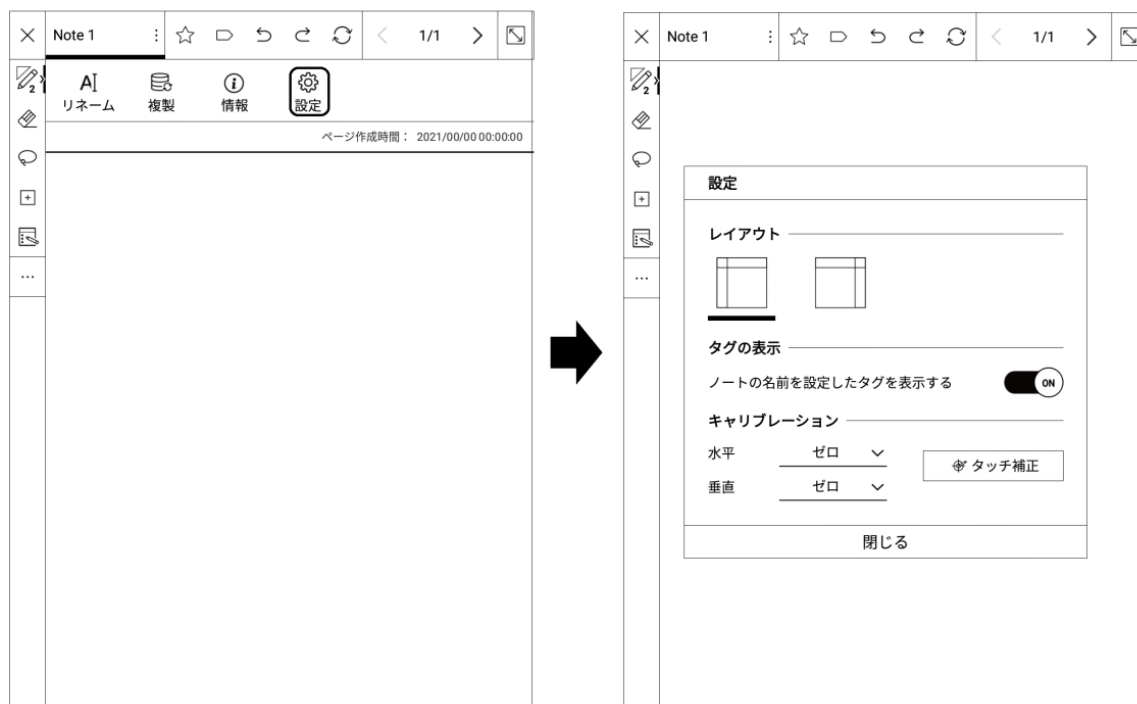 Note 1
1/1
リネーム
複製
情報
設定
ページ作成時間： 2021/00/00 00:00:00
2
Note 1
1/1
2
設定
レイアウト
タグの表示
ノートの名前を設定したタグを表示する
ON
キャリブレーション
水平 ゼロ
タッチ補正
垂直 ゼロ
閉じる